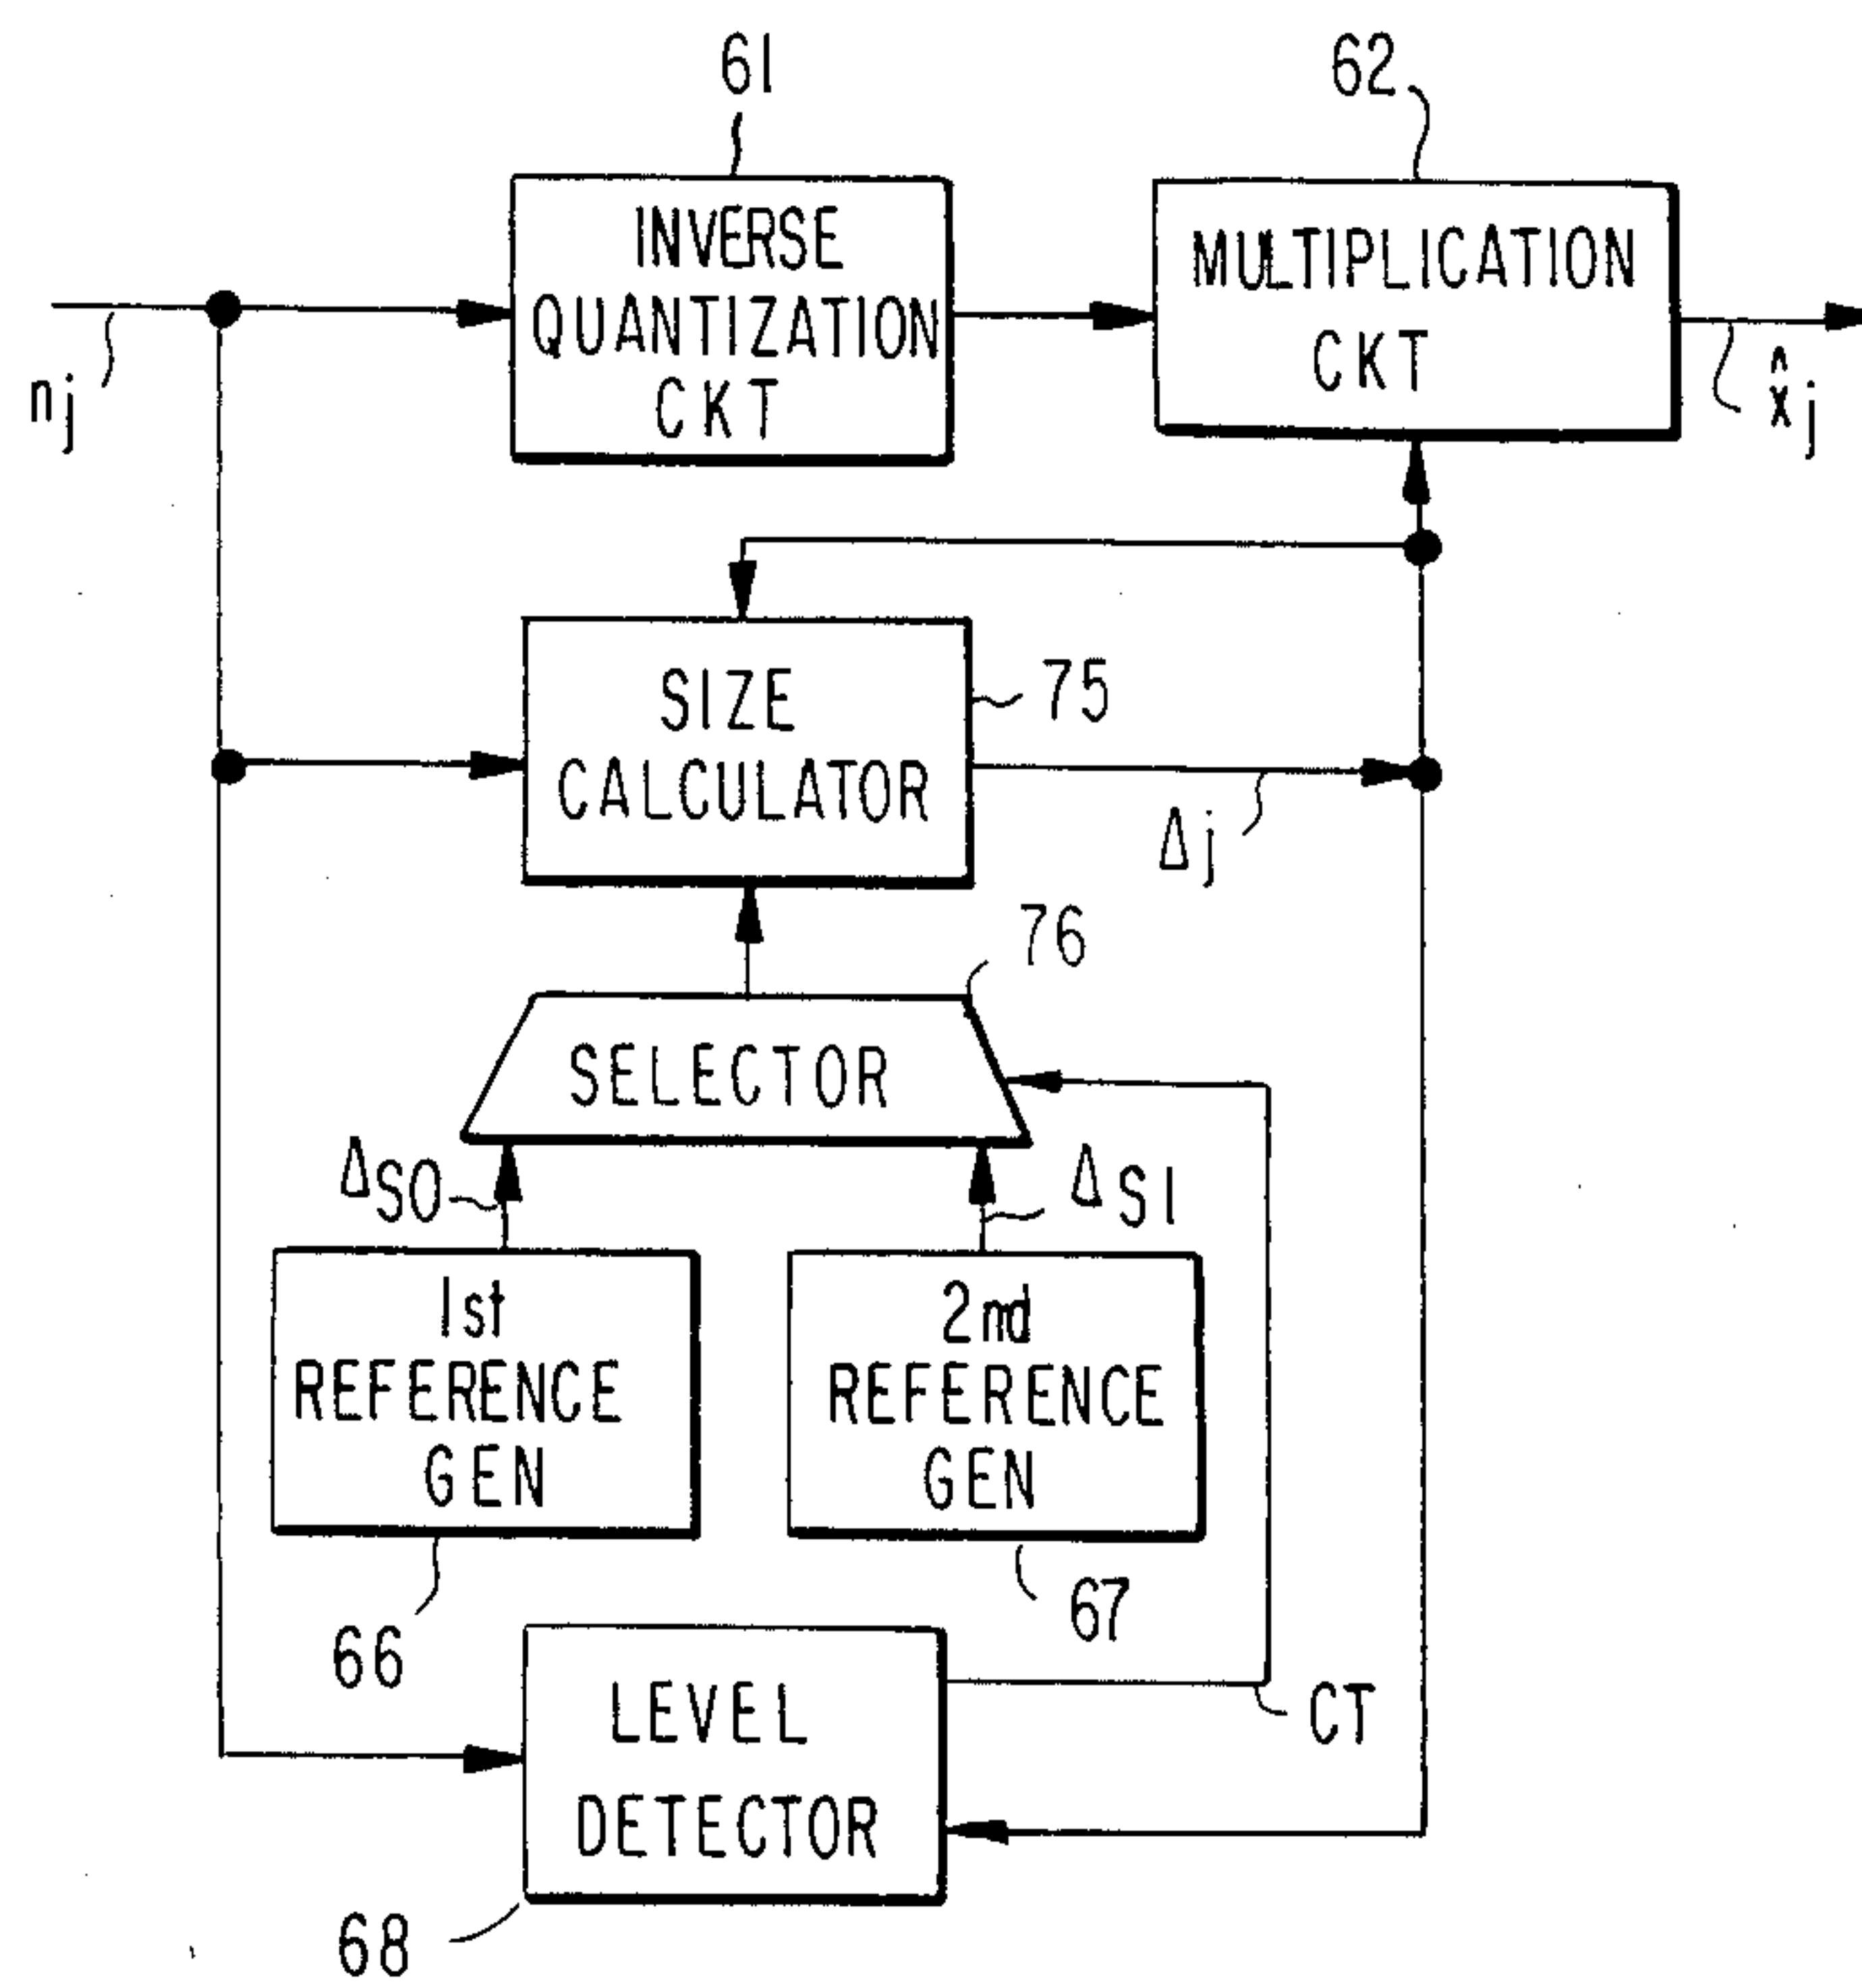 61
62
INVERSE
QUANTIZATION
CKT
MULTIPLICATION
CKT
nj
x̂j
SIZE
CALCULATOR
75
Δj
76
SELECTOR
ΔS0
ΔS1
1st
REFERENCE
GEN
2nd
REFERENCE
GEN
66
67
LEVEL
DETECTOR
CT
68